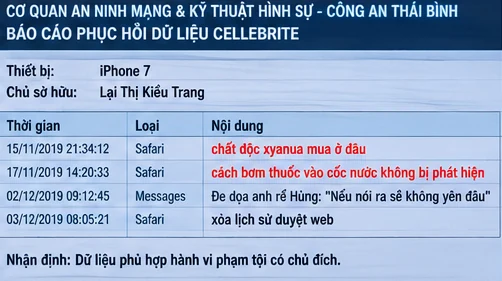 CƠ QUAN AN NINH MẠNG & KỸ THUẬT HÌNH SỰ - CÔNG AN THÁI BÌNH
BÁO CÁO PHỤC HỒI DỮ LIỆU CELLEBRITE
Thiết bị: iPhone 7
Chủ sở hữu: Lại Thị Kiều Trang
Thời gian Loại Nội dung
15/11/2019 21:34:12 Safari chất dộc xyanua mua ở đâu
17/11/2019 14:20:33 Safari cách bơm thuốc vào cốc nước không bị phát hiện
02/12/2019 09:12:45 Messages Đe dọa anh rể Hùng: "Nếu nói ra sẽ không yên đâu"
03/12/2019 08:05:21 Safari xỏa lịch sử duyệt web
Nhận định: Dữ liệu phù hợp hành vi phạm tội có chủ đích.